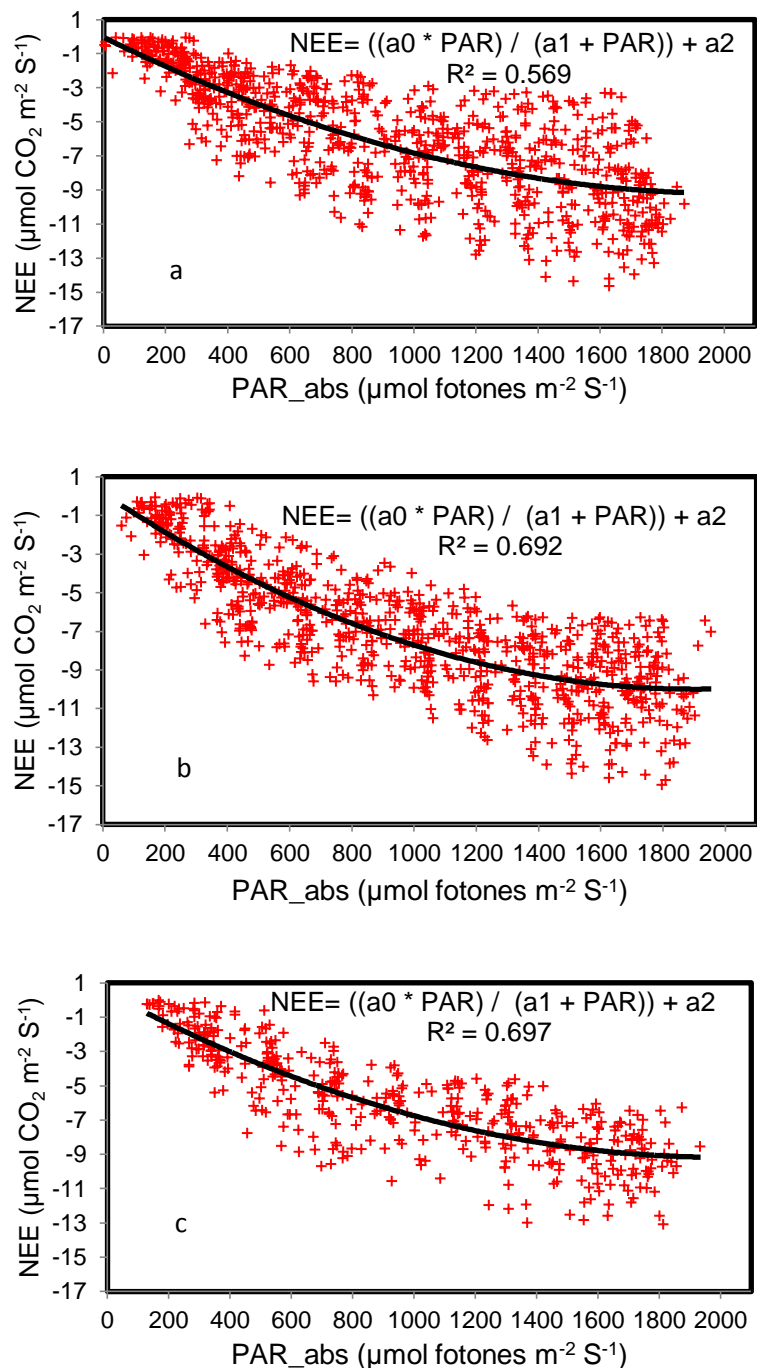 NEE= ((a0 * PAR) / (a1 + PAR)) + a2
R² = 0.569
1
-1
-3
-5
-7
-9
-11
-13
-15
-17
NEE (µmol CO₂ m⁻² S⁻¹)
a
0 200 400 600 800 1000 1200 1400 1600 1800 2000
PAR_abs (µmol fotones m⁻² S⁻¹)
NEE= ((a0 * PAR) / (a1 + PAR)) + a2
R² = 0.692
1
-1
-3
-5
-7
-9
-11
-13
-15
-17
NEE (µmol CO₂ m⁻² S⁻¹)
b
0 200 400 600 800 1000 1200 1400 1600 1800 2000
PAR_abs (µmol fotones m⁻² S⁻¹)
NEE= ((a0 * PAR) / (a1 + PAR)) + a2
R² = 0.697
1
-1
-3
-5
-7
-9
-11
-13
-15
-17
NEE (µmol CO₂ m⁻² S⁻¹)
c
0 200 400 600 800 1000 1200 1400 1600 1800 2000
PAR_abs (µmol fotones m⁻² S⁻¹)